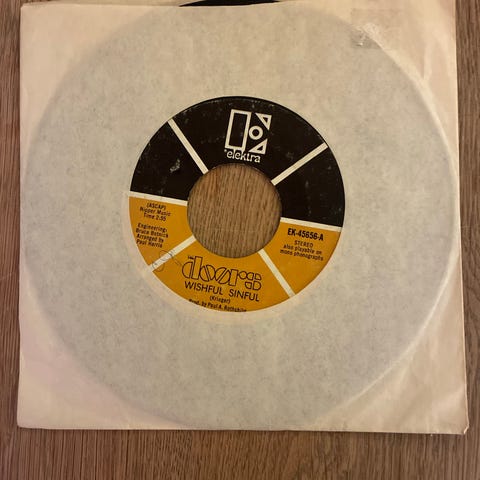 elektra
(ASCAP)
Nipper Music
Time 2:55
Engineering:
Bruce Botnick
Arranged by
Paul Harris
EK-45656-A
STEREO
also playable on
mono phonographs
the doors
WISHFUL SINFUL
(Krieger)
Prod. by Paul A. Rothchild